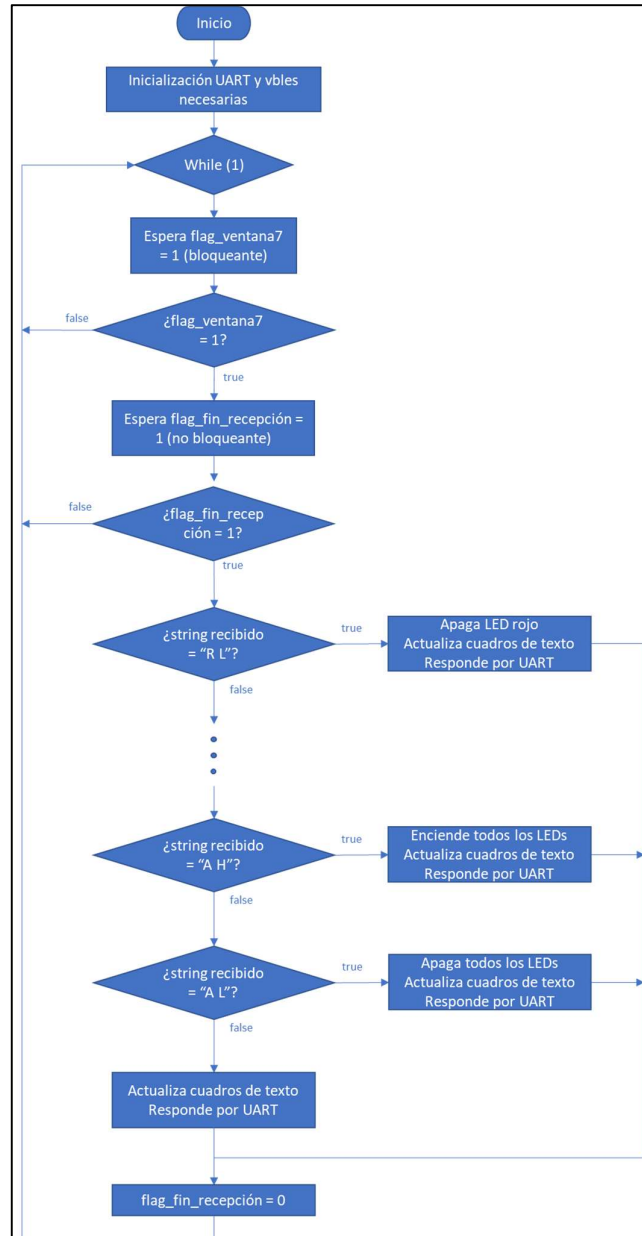 Inicio
Inicialización UART y vbles
necesarias
While (1)
Espera flag_ventana7
= 1 (bloqueante)
false
¿flag_ventana7
= 1?
true
Espera flag_fin_recepción =
1 (no bloqueante)
false
¿flag_fin_recep
ción = 1?
true
¿string recibido
= “R L”?
true
Apaga LED rojo
Actualiza cuadros de texto
Responde por UART
false
¿string recibido
= “A H”?
true
Enciende todos los LEDs
Actualiza cuadros de texto
Responde por UART
false
¿string recibido
= “A L”?
true
Apaga todos los LEDs
Actualiza cuadros de texto
Responde por UART
false
Actualiza cuadros de texto
Responde por UART
flag_fin_recepción = 0